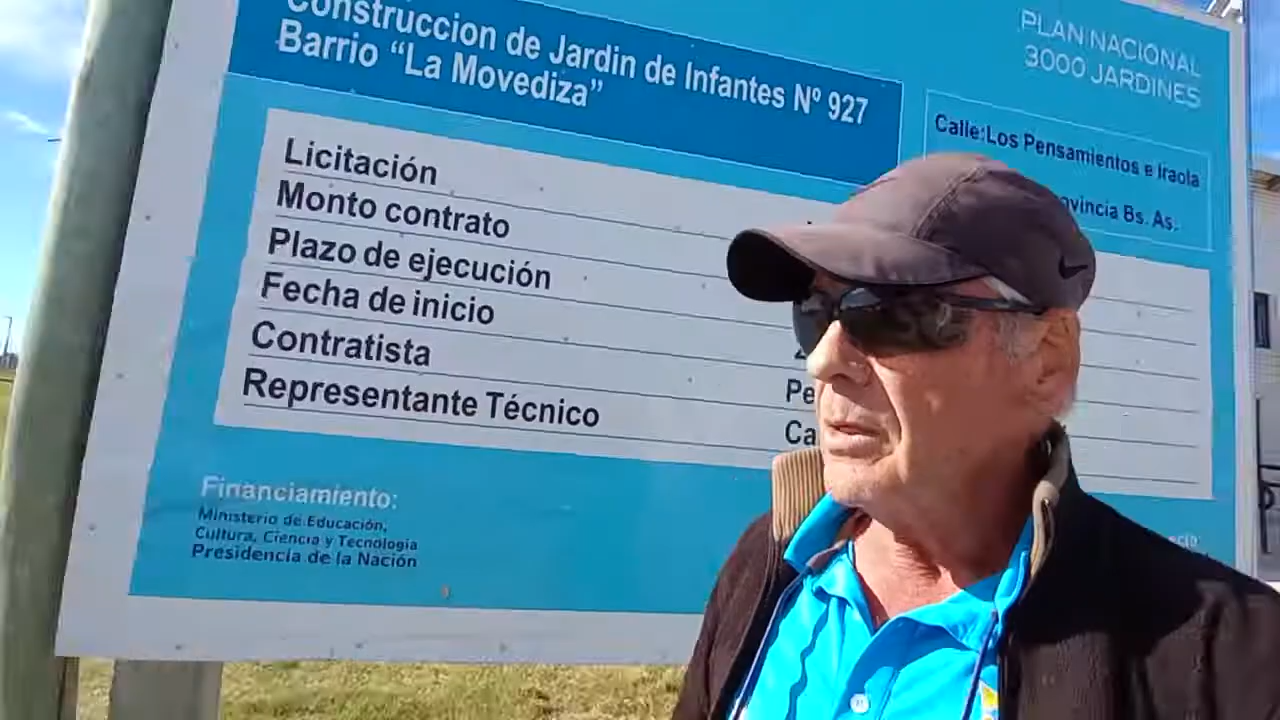 Construccion de Jardin de Infantes Nº 927
Barrio “La Movediza”
PLAN NACIONAL
3000 JARDINES
Calle:Los Pensamientos e Iraola
Bs. As.
Licitación
Monto contrato
Plazo de ejecución
Fecha de inicio
Contratista
Representante Técnico
Financiamiento:
Ministerio de Educación,
Cultura, Ciencia y Tecnología
Presidencia de la Nación